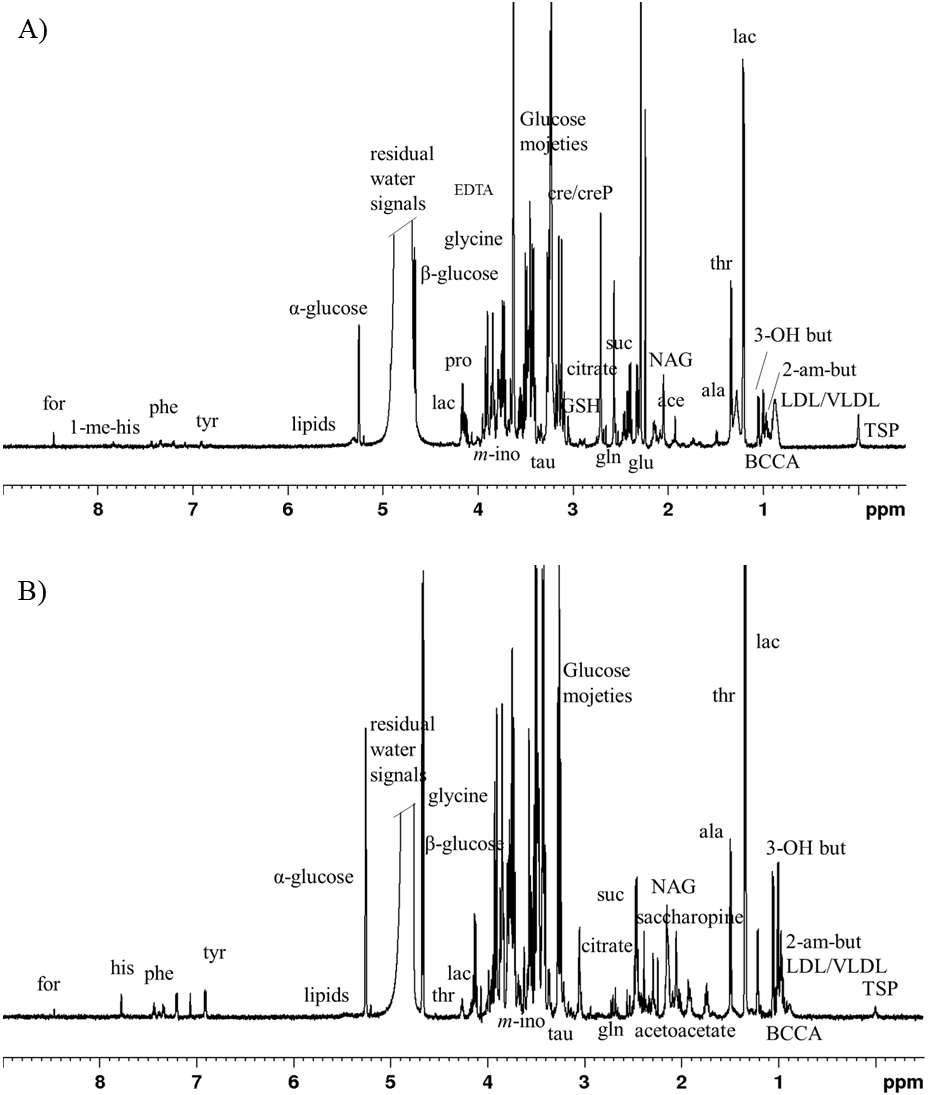 A)
lac
Glucose
mojeties
residual
water
signals
EDTA
cre/creP
glycine
thr
β-glucose
α-glucose
3-OH but
suc
pro
citrate
NAG
2-am-but
ala
LDL/VLDL
lac
for
phe
GSH
ace
1-me-his
tyr
lipids
TSP
m-ino
tau
gln
glu
BCCA
8 7 6 5 4 3 2 1 ppm
B)
lac
Glucose
mojeties
thr
residual
water
signals
glycine
ala
β-glucose
3-OH but
α-glucose
suc
NAG
saccharopine
citrate
2-am-but
tyr
his
phe
lac
LDL/VLDL
for
lipids
thr
TSP
m-ino
tau
gln
acetoacetate
BCCA
8 7 6 5 4 3 2 1 ppm